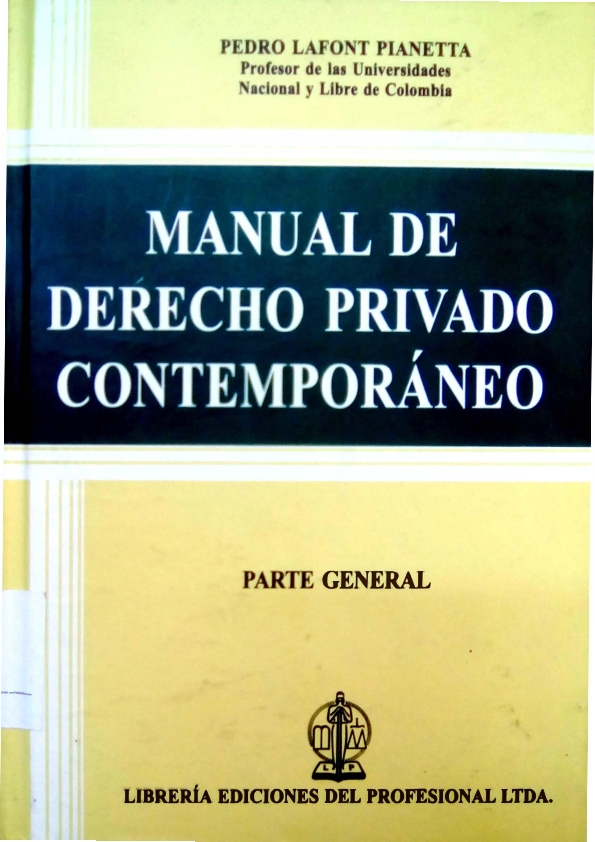 PEDRO LAFONT PIANETTA
Profesor de las Universidades
Nacional y Libre de Colombia
MANUAL DE
DERECHO PRIVADO
CONTEMPORÁNEO
PARTE GENERAL
L P
LIBRERÍA EDICIONES DEL PROFESIONAL LTDA.